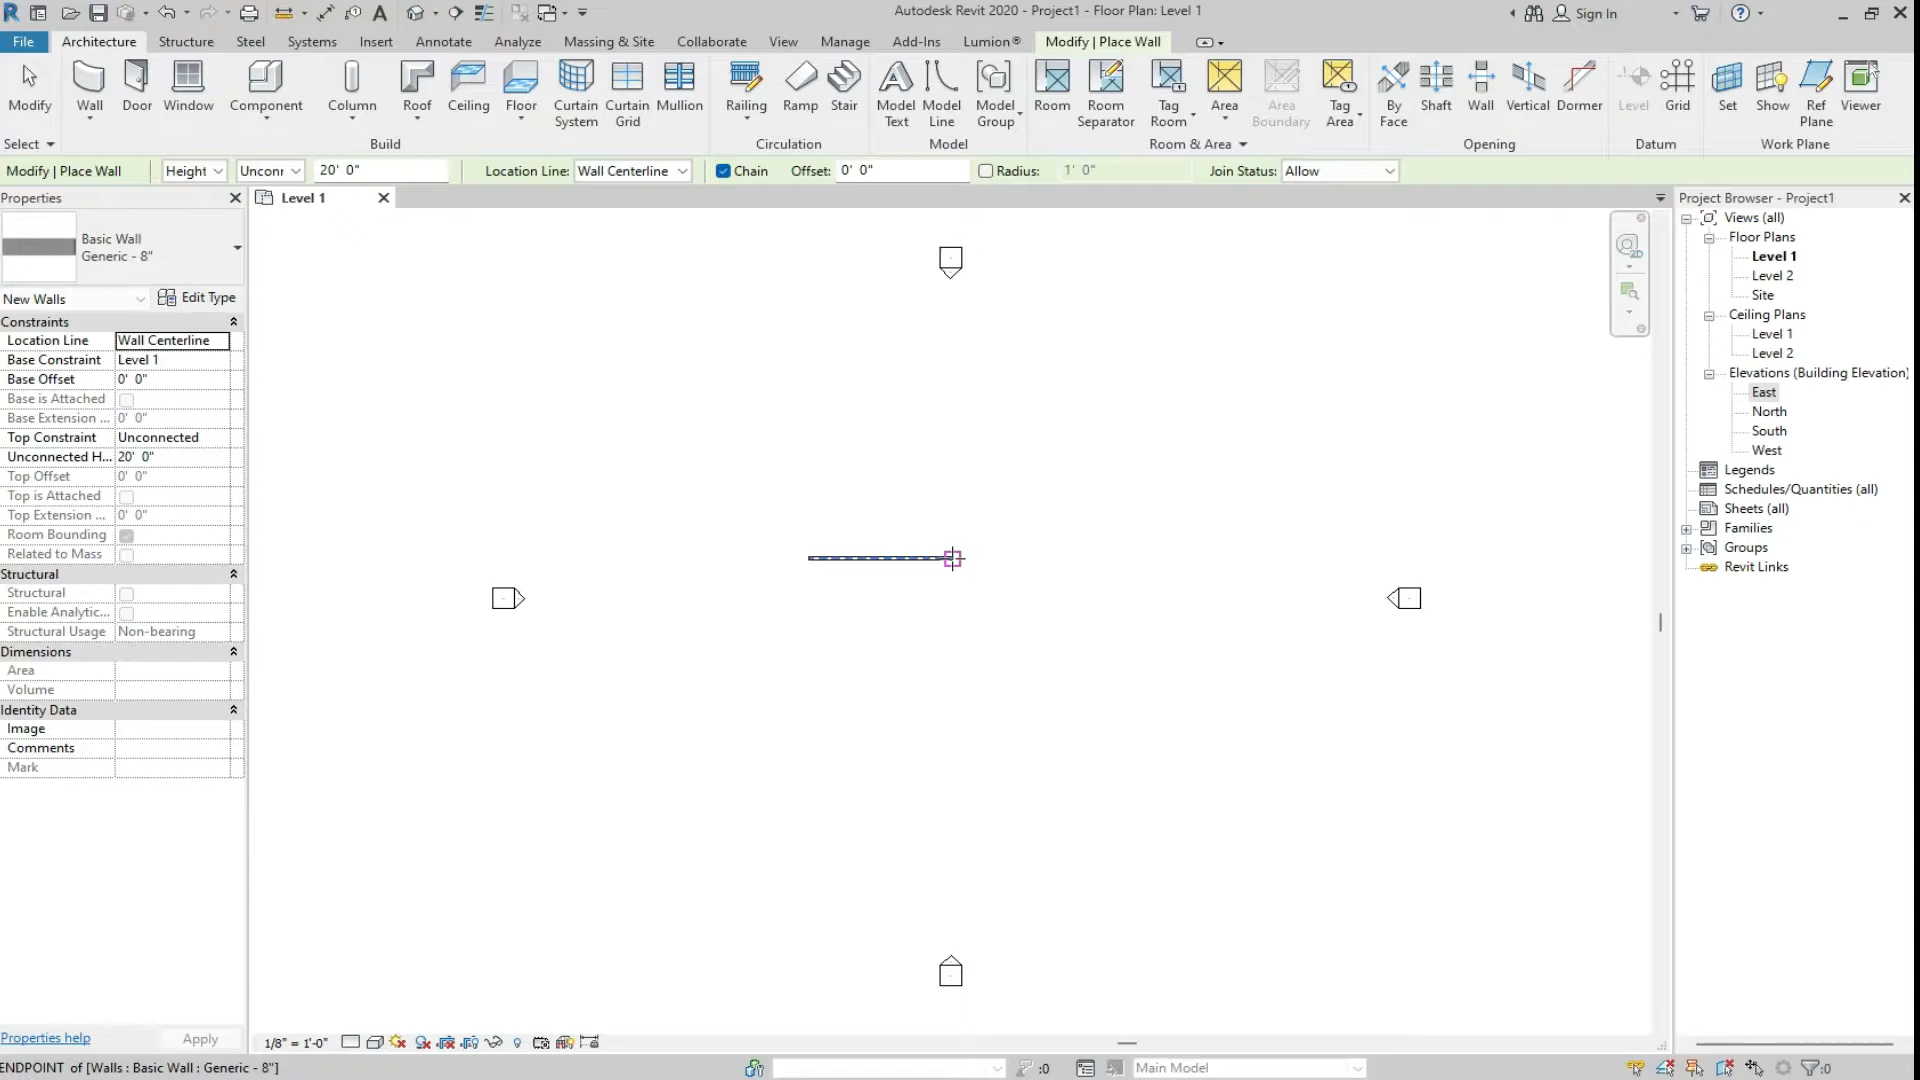 Autodesk Revit 2020 - Project1 - Floor Plan: Level 1
Sign In
File Architecture Structure Steel Systems Insert Annotate Analyze Massing & Site Collaborate View Manage Add-Ins Lumion® Modify | Place Wall
Modify Wall Door Window Component Column Roof Ceiling Floor Curtain System Curtain Grid Mullion Railing Ramp Stair Model Text Model Line Model Group Room Room Separator Tag Room Area Area Boundary Tag Area By Face Shaft Wall Vertical Dormer Level Grid Set Show Ref Plane Viewer
Select Build Circulation Model Room & Area Opening Datum Work Plane
Modify | Place Wall Height Unconr 20' 0" Location Line: Wall Centerline Chain Offset: 0' 0" Radius: 1' 0" Join Status: Allow
Properties
Basic Wall
Generic - 8"
New Walls Edit Type
Constraints
Location Line Wall Centerline
Base Constraint Level 1
Base Offset 0' 0"
Base is Attached
Base Extension ... 0' 0"
Top Constraint Unconnected
Unconnected H... 20' 0"
Top Offset 0' 0"
Top is Attached
Top Extension ... 0' 0"
Room Bounding
Related to Mass
Structural
Structural
Enable Analytic...
Structural Usage Non-bearing
Dimensions
Area
Volume
Identity Data
Image
Comments
Mark
Properties help Apply
Level 1
2D
1/8" = 1'-0"
Project Browser - Project1
Views (all)
Floor Plans
Level 1
Level 2
Site
Ceiling Plans
Level 1
Level 2
Elevations (Building Elevation)
East
North
South
West
Legends
Schedules/Quantities (all)
Sheets (all)
Families
Groups
Revit Links
ENDPOINT of [Walls : Basic Wall : Generic - 8"] :0 Main Model :0